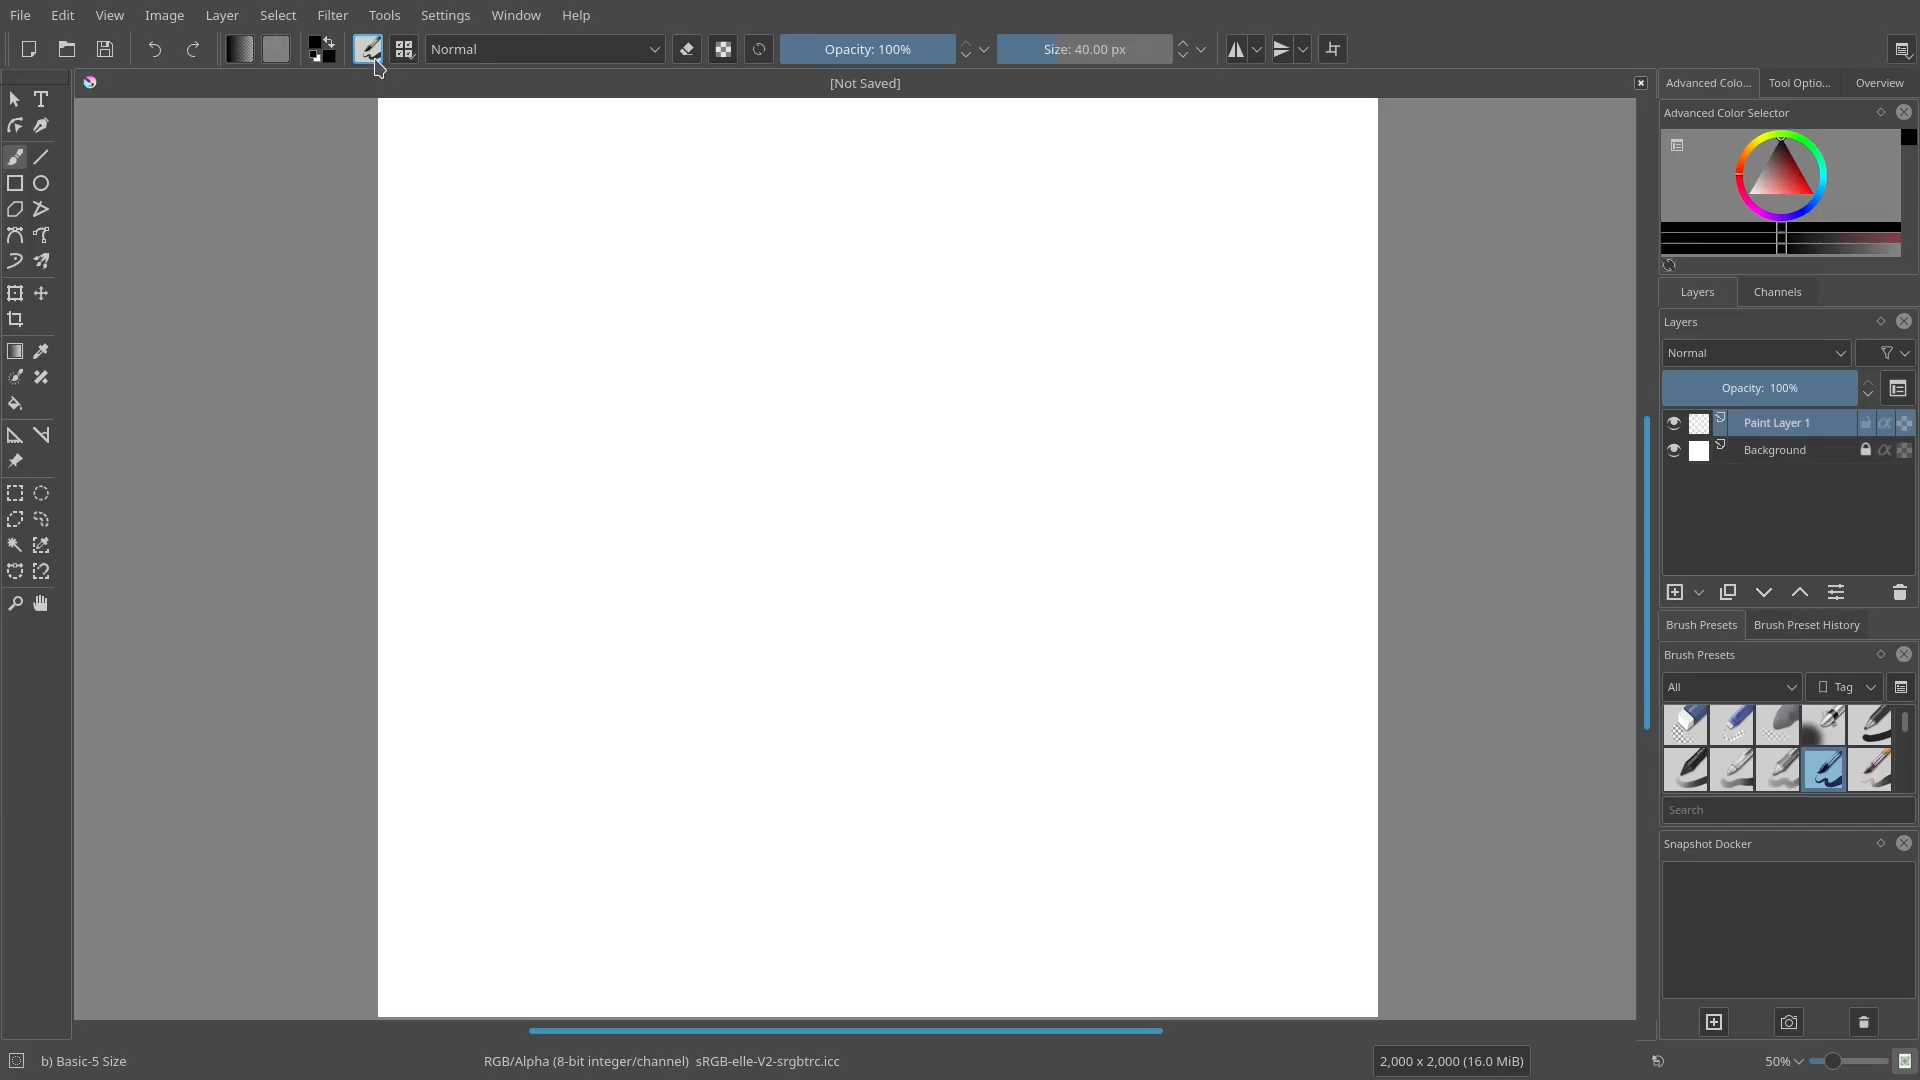 File Edit View Image Layer Select Filter Tools Settings Window Help
Normal Opacity: 100% Size: 40.00 px
[Not Saved]
Advanced Colo... Tool Optio... Overview
Advanced Color Selector
Layers Channels
Layers
Normal
Opacity: 100%
Paint Layer 1
Background
Brush Presets Brush Preset History
Brush Presets
All Tag
Search
Snapshot Docker
b) Basic-5 Size RGB/Alpha (8-bit integer/channel) sRGB-elle-V2-srgbtrc.icc 2,000 x 2,000 (16.0 MiB) 50%